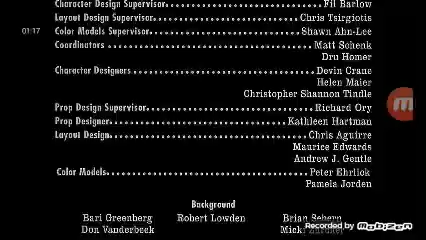 Character Design Supervisor Fil Barlow
Layout Design Supervisor Chris Tsirgiotis
01:17
Color Models Supervisor Shawn Ahn-Lee
Coordinators Matt Schenk
Dru Homer
Character Designers Devin Crane
Helen Maier
Christopher Shannon Tindle
Prop Design Supervisor Richard Ory
Prop Designer Kathleen Hartman
Layout Design Chris Aguirre
Maurice Edwards
Andrew J. Gentle
Color Models Peter Ehrlick
Pamela Jorden
Background
Bari Greenberg Robert Lowden Brian Sebern
Don Vanderbeek
Recorded by Mobizen